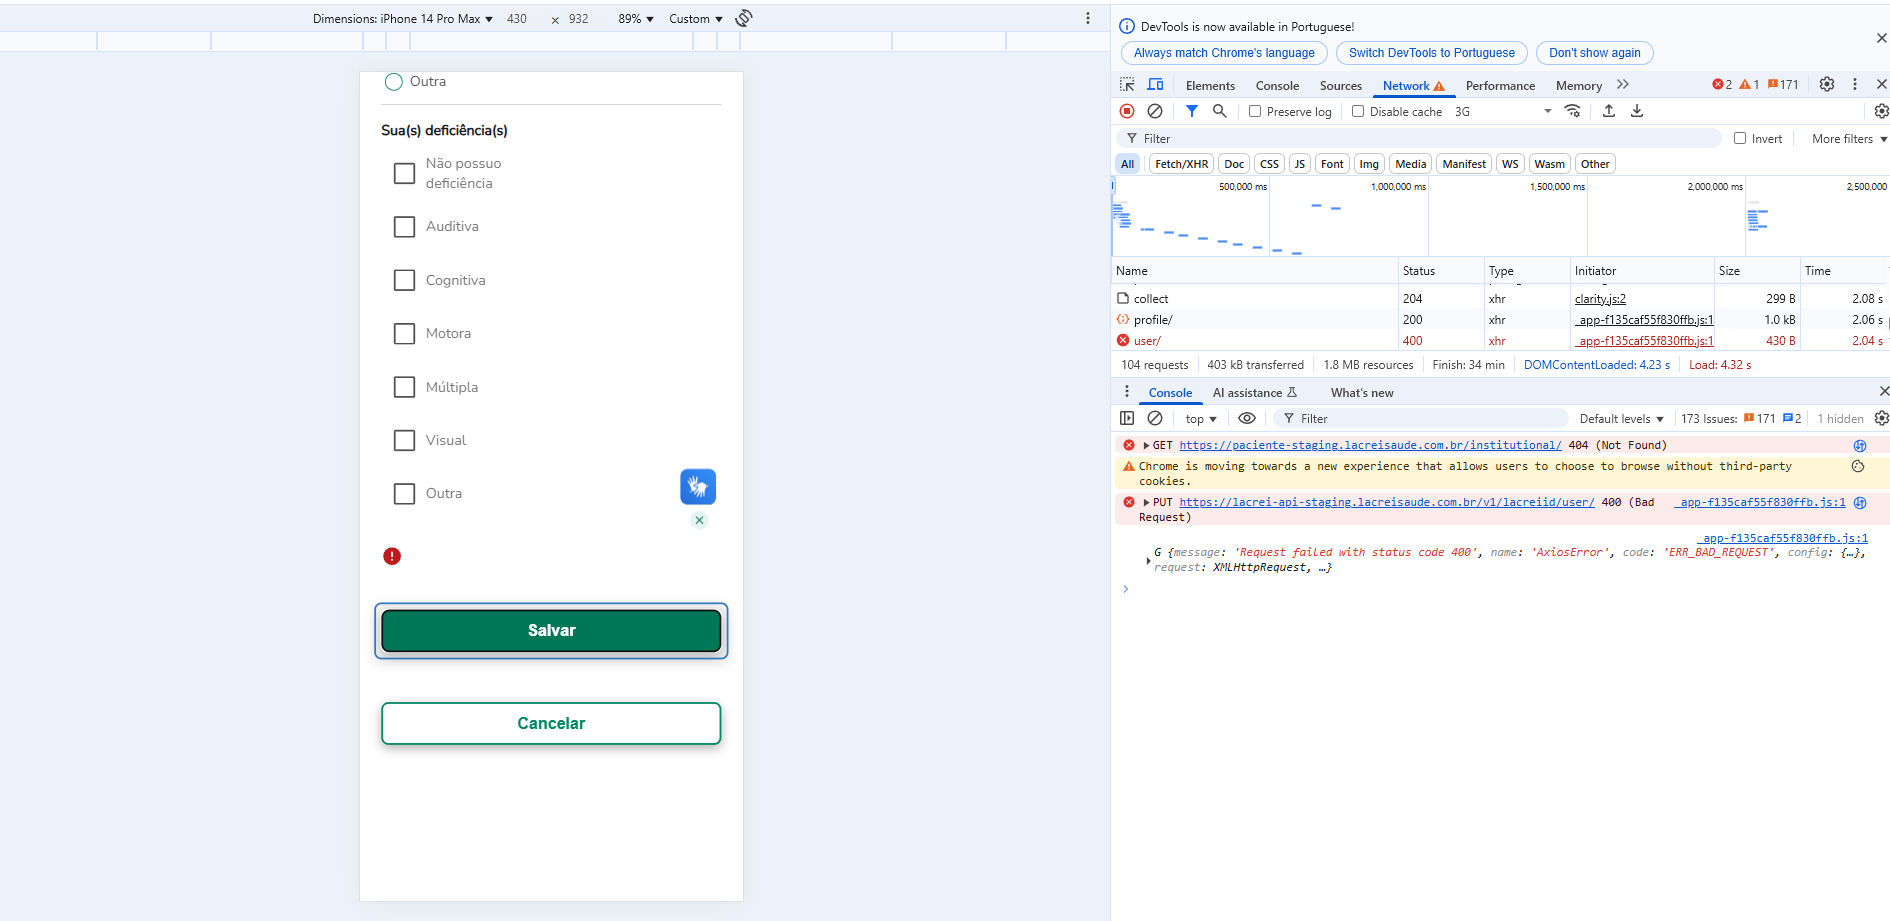 Dimensions: iPhone 14 Pro Max ▼ 430 × 932 89% ▼ Custom ▼
Outra
Sua(s) deficiência(s)
Não possuo
deficiência
Auditiva
Cognitiva
Motora
Múltipla
Visual
Outra
Salvar
Cancelar
DevTools is now available in Portuguese!
Always match Chrome's language
Switch DevTools to Portuguese
Don't show again
Elements Console Sources Network Performance Memory 2 1 171
Preserve log Disable cache 3G
Filter Invert More filters ▼
All Fetch/XHR Doc CSS JS Font Img Media Manifest WS Wasm Other
500,000 ms 1,000,000 ms 1,500,000 ms 2,000,000 ms 2,500,000
Name Status Type Initiator Size Time
collect 204 xhr clarity.js:2 299 B 2.08 s
profile/ 200 xhr _app-f135caf55f830ffb.js:1 1.0 kB 2.06 s
user/ 400 xhr _app-f135caf55f830ffb.js:1 430 B 2.04 s
104 requests 403 kB transferred 1.8 MB resources Finish: 34 min DOMContentLoaded: 4.23 s Load: 4.32 s
Console AI assistance What's new
top ▼ Filter Default levels ▼ 173 Issues: 171 2 1 hidden
GET https://paciente-staging.lacreisaude.com.br/institutional/ 404 (Not Found)
Chrome is moving towards a new experience that allows users to choose to browse without third-party
cookies.
PUT https://lacrei-api-staging.lacreisaude.com.br/v1/lacreiid/user/ 400 (Bad _app-f135caf55f830ffb.js:1
Request)
_app-f135caf55f830ffb.js:1
G {message: 'Request failed with status code 400', name: 'AxiosError', code: 'ERR_BAD_REQUEST', config: {…},
request: XMLHttpRequest, …}